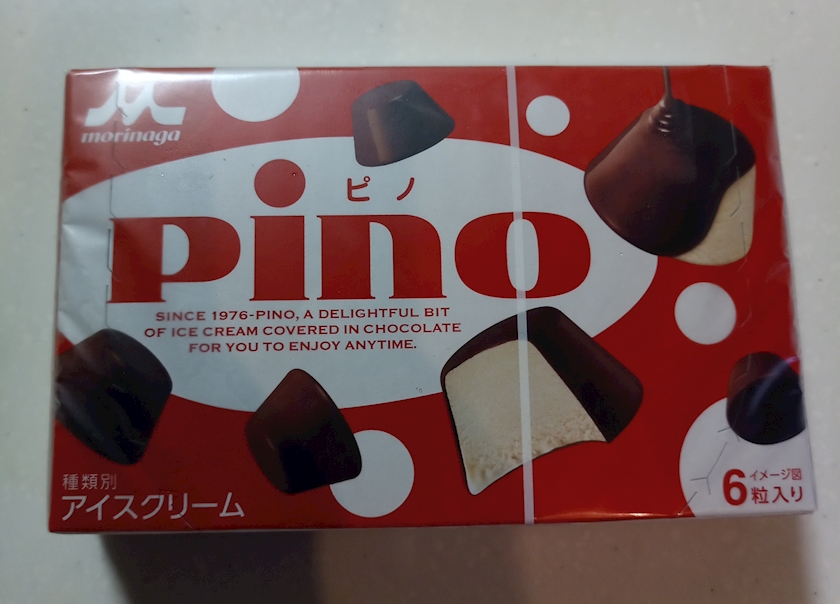 morinaga
ピノ
pino
SINCE 1976-PINO, A DELIGHTFUL BIT
OF ICE CREAM COVERED IN CHOCOLATE
FOR YOU TO ENJOY ANYTIME.
種類別
アイスクリーム
イメージ図
6粒入り